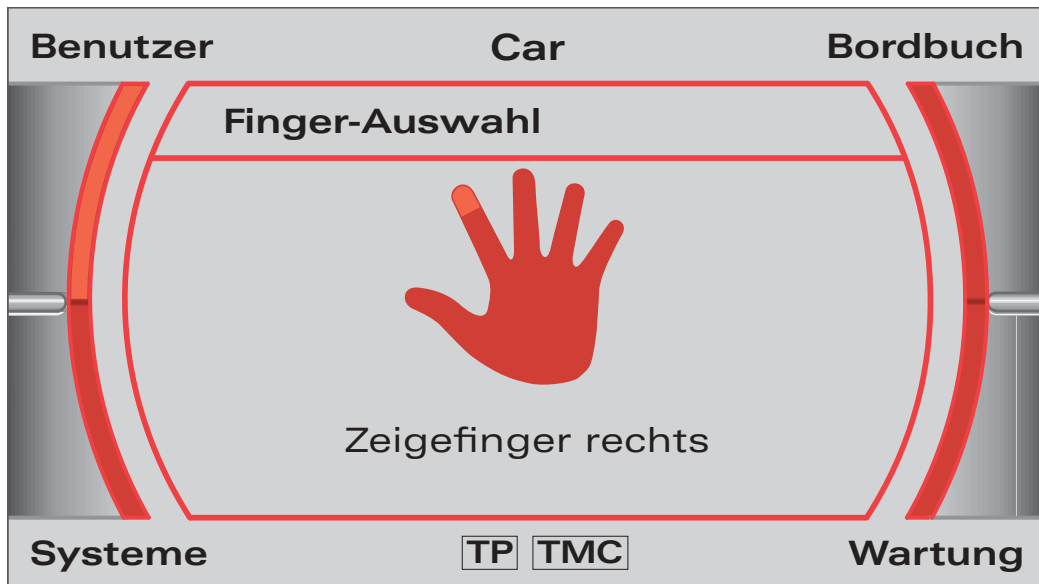 Benutzer Car Bordbuch
Finger-Auswahl
Zeigefinger rechts
Systeme TP TMC Wartung